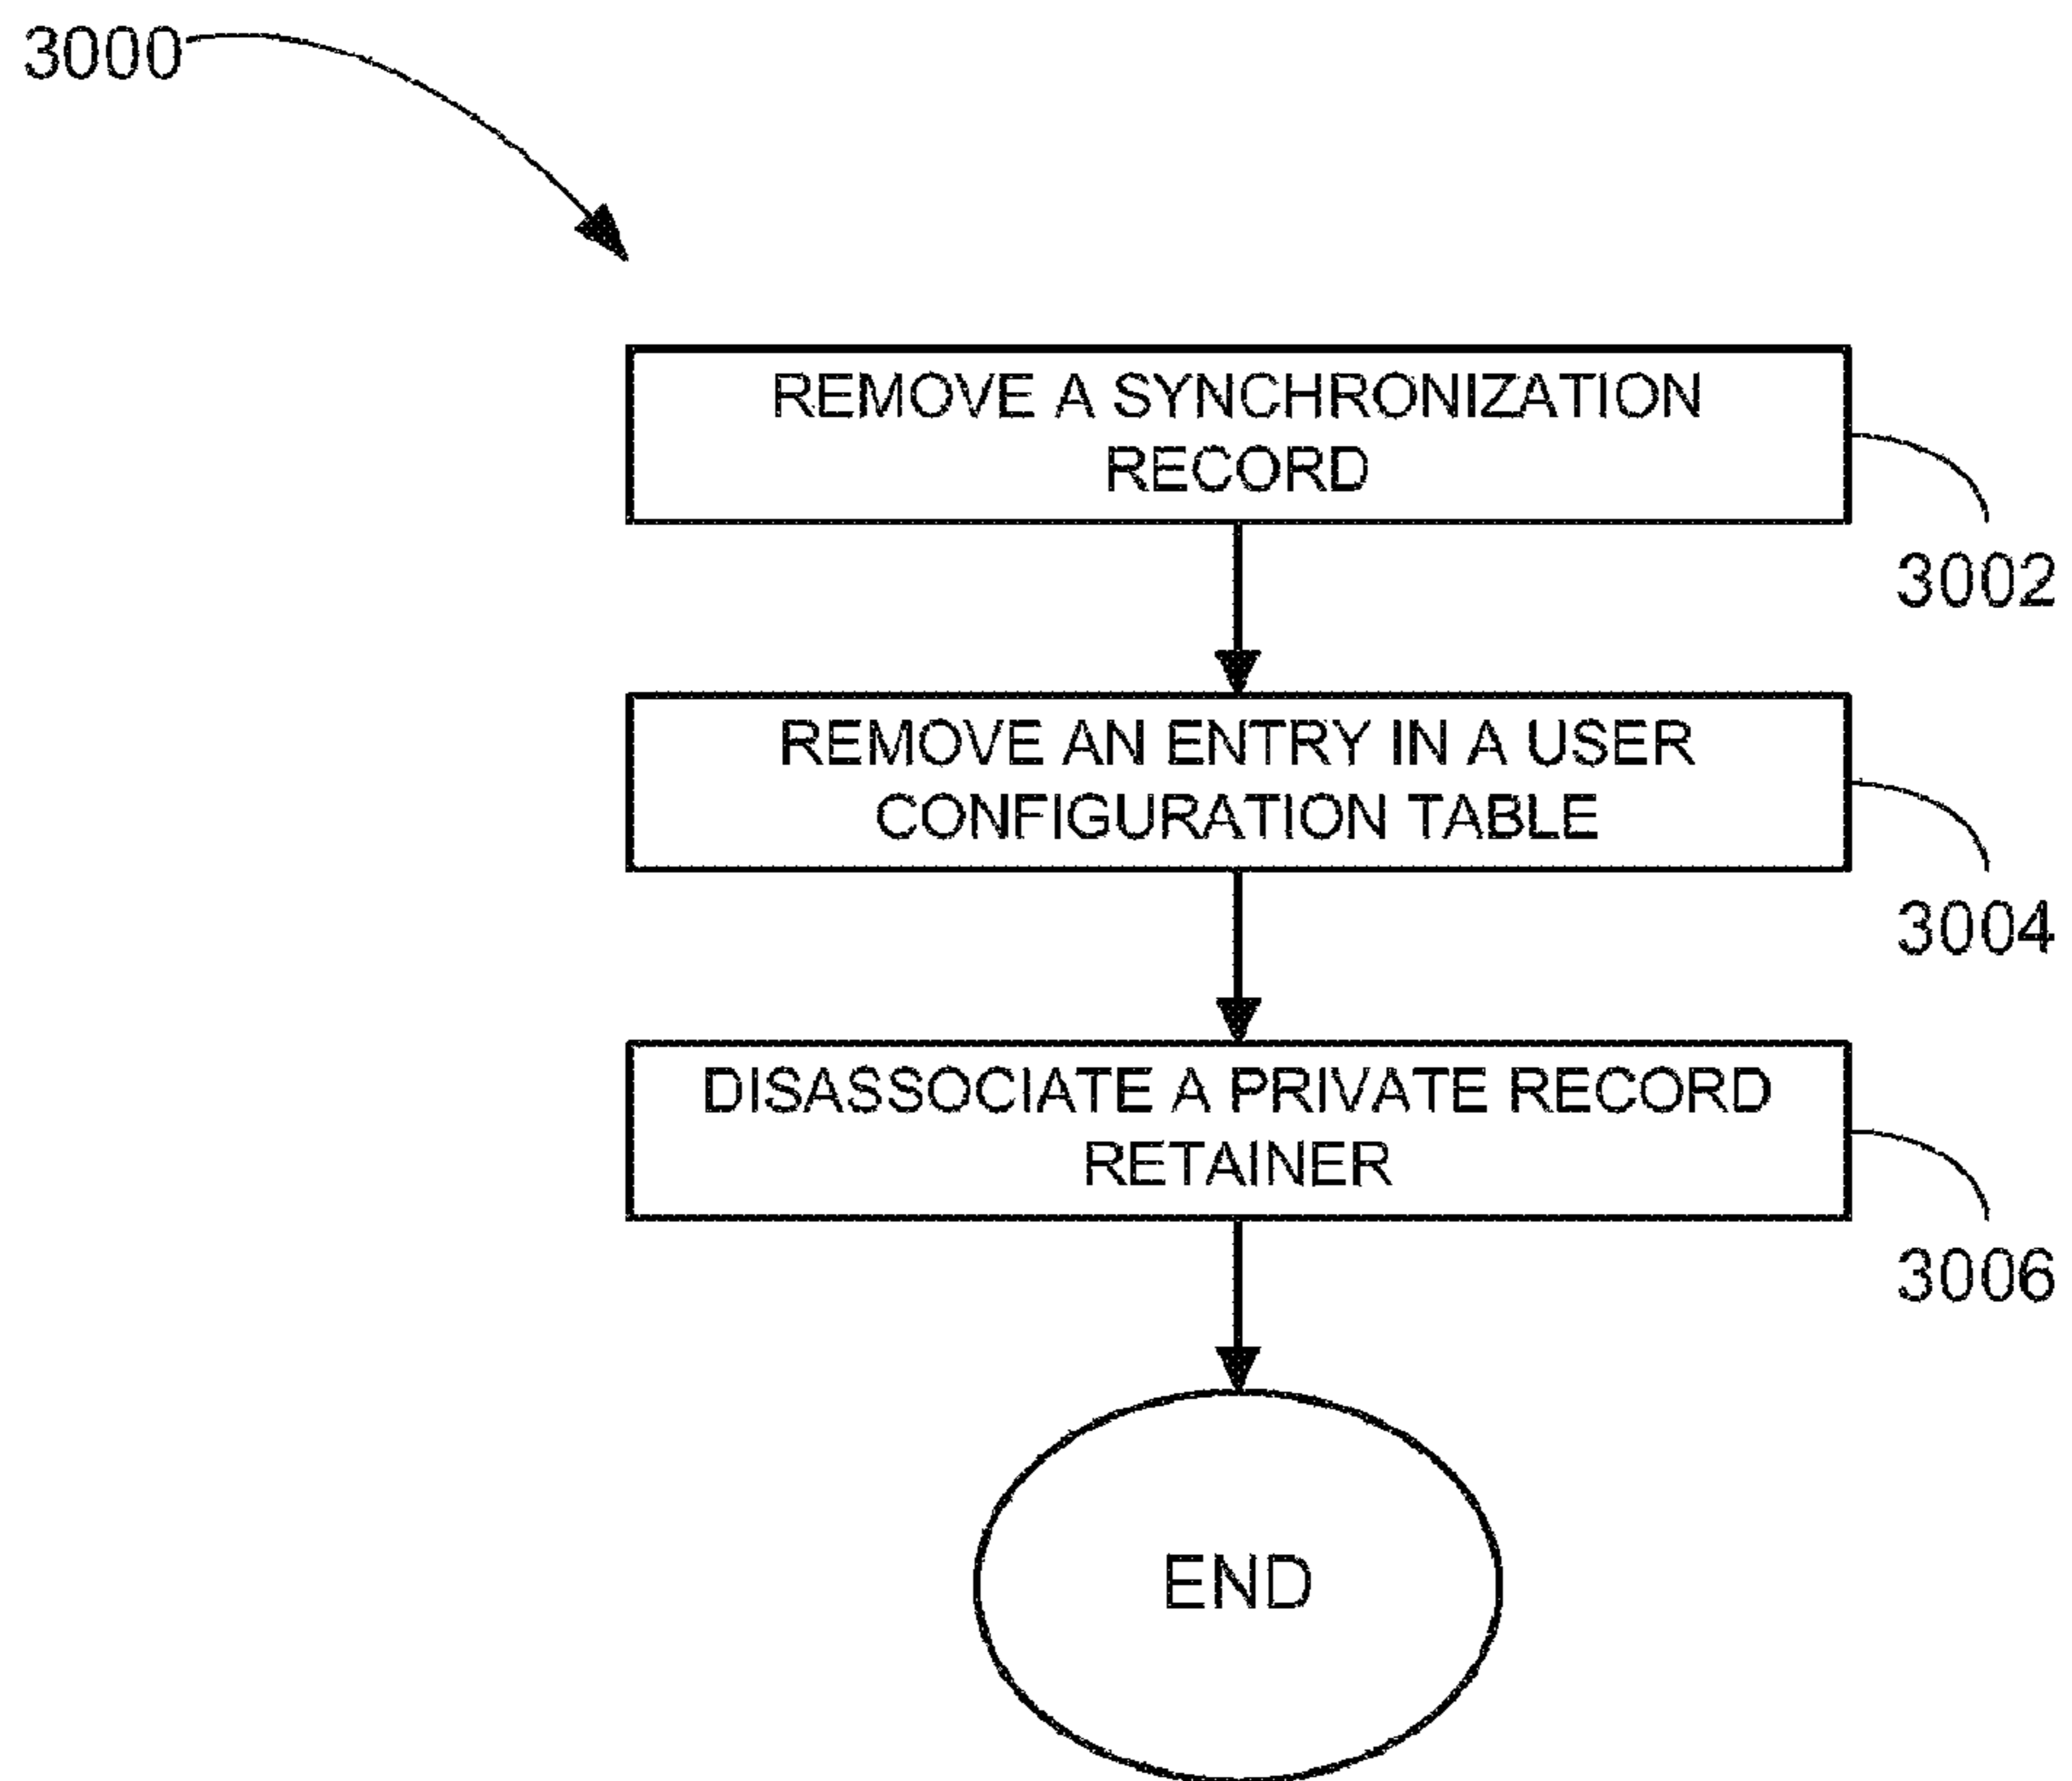 3000
REMOVE A SYNCHRONIZATION
RECORD
3002
REMOVE AN ENTRY IN A USER
CONFIGURATION TABLE
3004
DISASSOCIATE A PRIVATE RECORD
RETAINER
3006
END